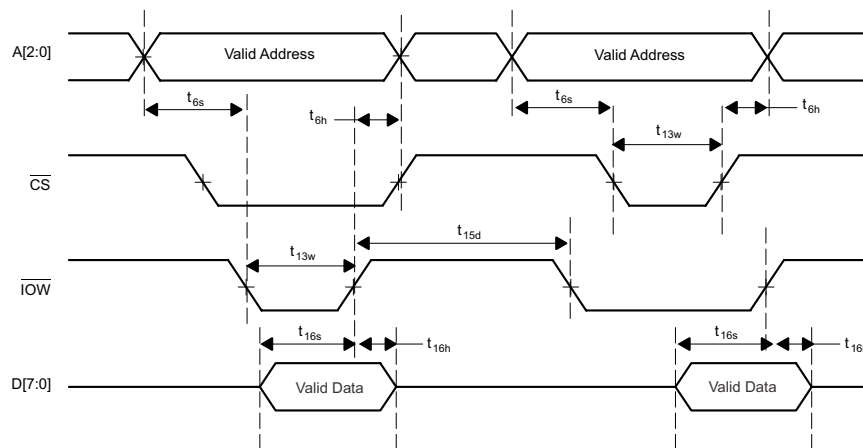 A[2:0]
Valid Address
Valid Address
t6s
t6h
t6s
t13w
t6h
CS
t13w
t15d
IOW
t16s
t16h
t16s
t16
D[7:0]
Valid Data
Valid Data